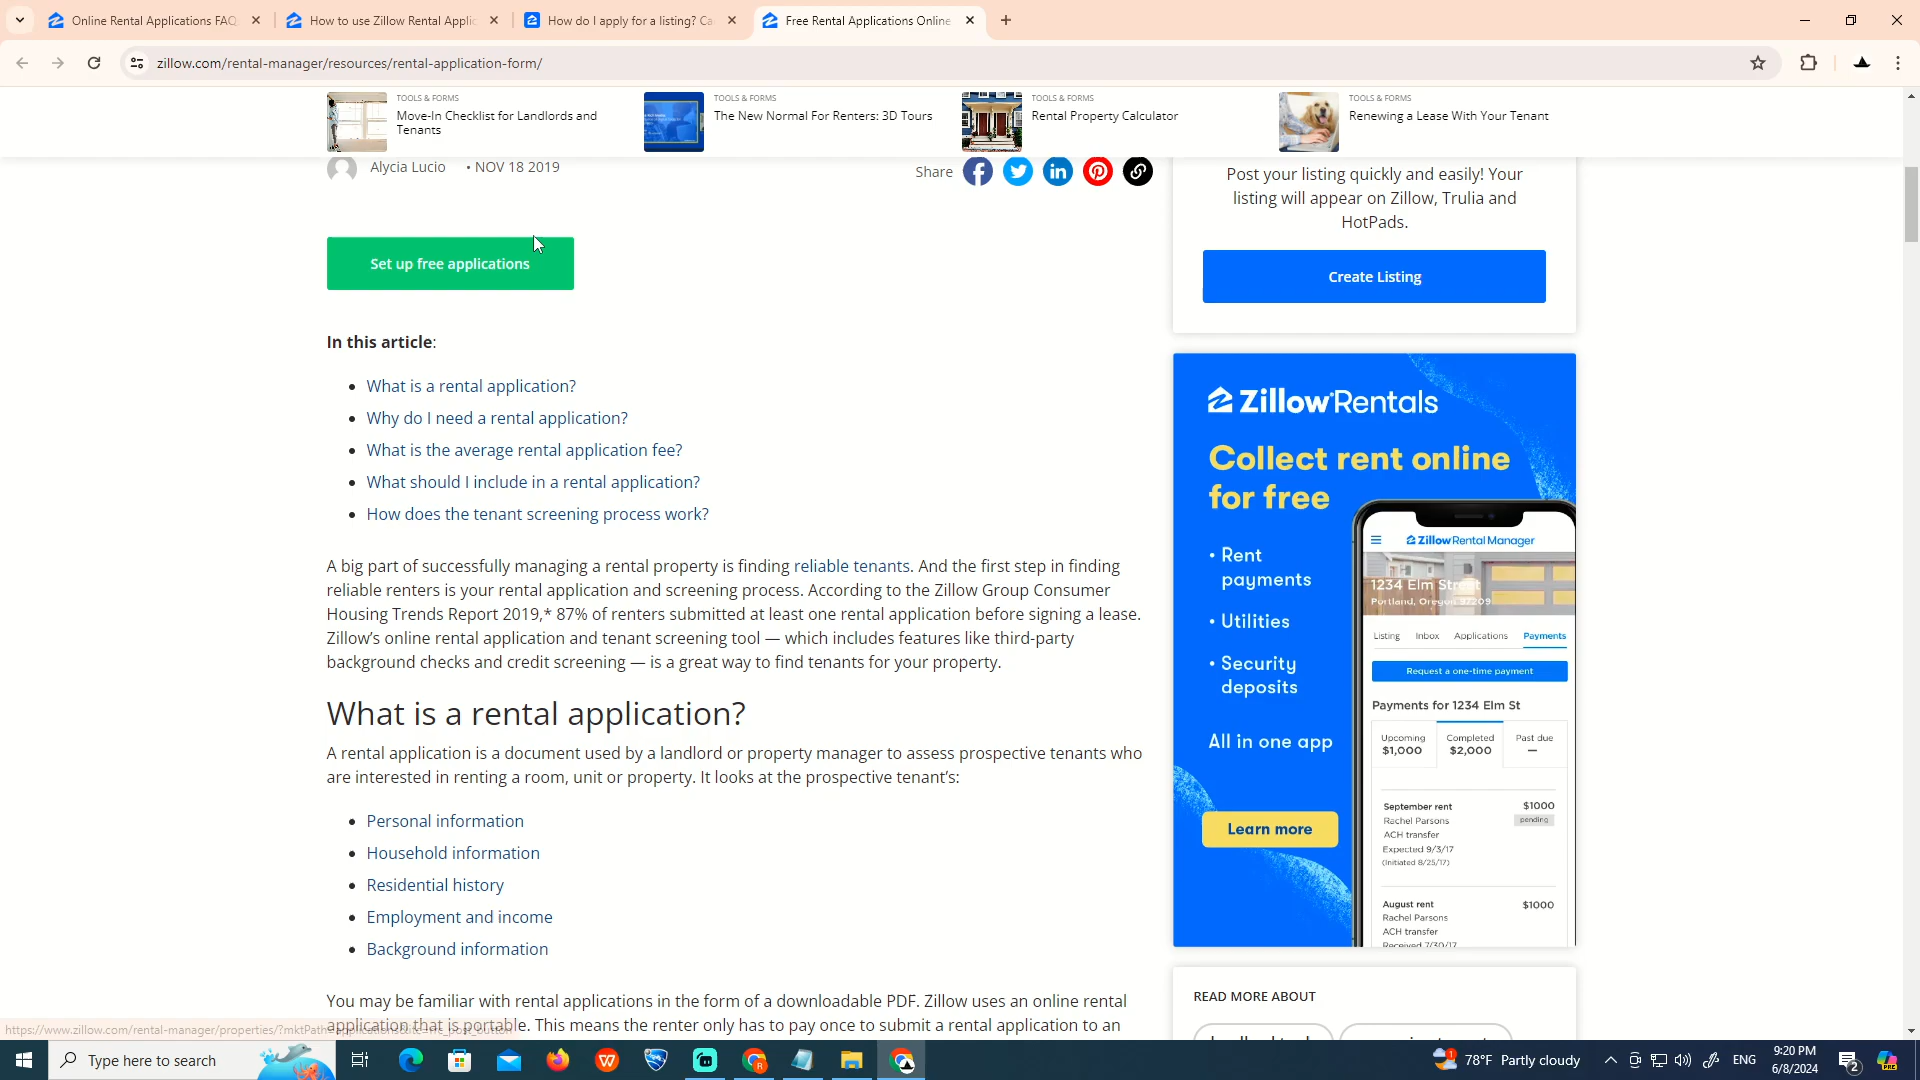 Online Rental Applications FAQ
How to use Zillow Rental Applic
How do I apply for a listing? Ca
Free Rental Applications Online
zillow.com/rental-manager/resources/rental-application-form/
TOOLS & FORMS
Move-In Checklist for Landlords and
Tenants
TOOLS & FORMS
The New Normal For Renters: 3D Tours
TOOLS & FORMS
Rental Property Calculator
TOOLS & FORMS
Renewing a Lease With Your Tenant
Alycia Lucio • NOV 18 2019
Share
Set up free applications
In this article:
• What is a rental application?
• Why do I need a rental application?
• What is the average rental application fee?
• What should I include in a rental application?
• How does the tenant screening process work?
A big part of successfully managing a rental property is finding reliable tenants. And the first step in finding
reliable renters is your rental application and screening process. According to the Zillow Group Consumer
Housing Trends Report 2019,* 87% of renters submitted at least one rental application before signing a lease.
Zillow’s online rental application and tenant screening tool — which includes features like third-party
background checks and credit screening — is a great way to find tenants for your property.
What is a rental application?
A rental application is a document used by a landlord or property manager to assess prospective tenants who
are interested in renting a room, unit or property. It looks at the prospective tenant’s:
• Personal information
• Household information
• Residential history
• Employment and income
• Background information
You may be familiar with rental applications in the form of a downloadable PDF. Zillow uses an online rental
application that is portable. This means the renter only has to pay once to submit a rental application to an
Post your listing quickly and easily! Your
listing will appear on Zillow, Trulia and
HotPads.
Create Listing
Zillow Rentals
Collect rent online
for free
• Rent
payments
• Utilities
• Security
deposits
All in one app
Learn more
Zillow Rental Manager
1234 Elm Street
Portland, Oregon 97209
Listing Inbox Applications Payments
Request a one-time payment
Payments for 1234 Elm St
Upcoming Completed Past due
$1,000 $2,000 —
September rent $1000
Rachel Parsons pending
ACH transfer
Expected 9/3/17
(Initiated 8/25/17)
August rent $1000
Rachel Parsons
ACH transfer
Received 7/30/17
READ MORE ABOUT
Type here to search
78°F Partly cloudy
ENG
9:20 PM
6/8/2024
2